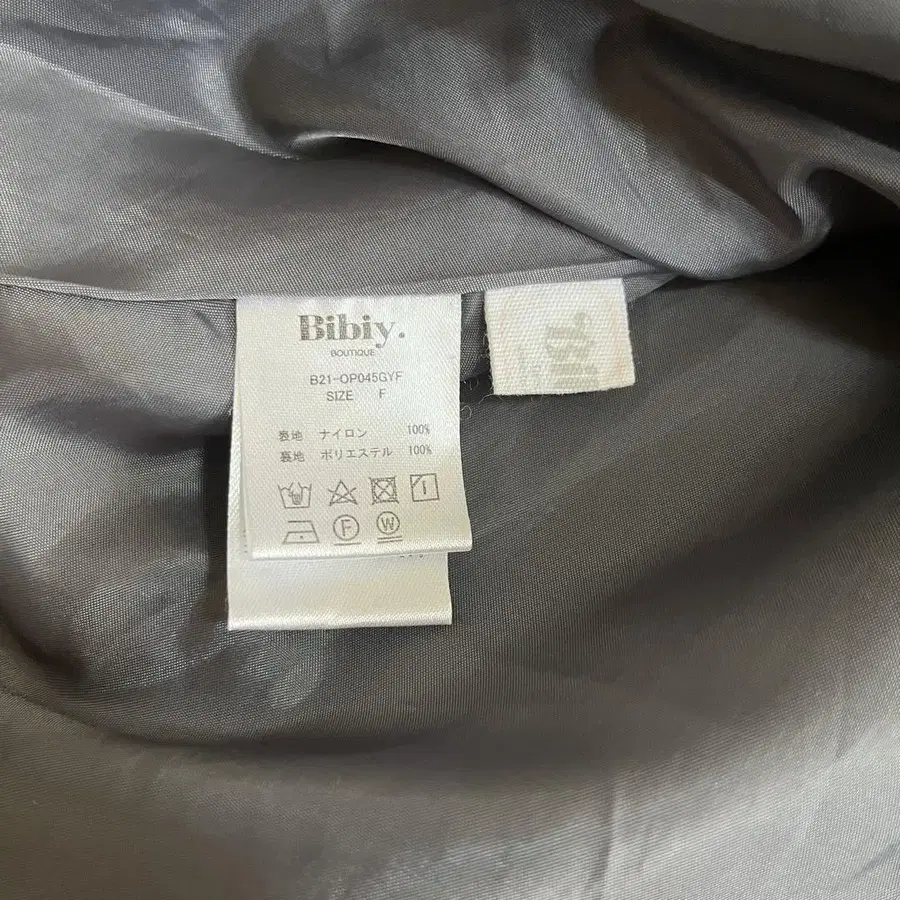 Bibiy.
BOUTIQUE
B21-OP045GYF
SIZE F
表地 ナイロン 100%
裏地 ポリエステル 100%
F
W